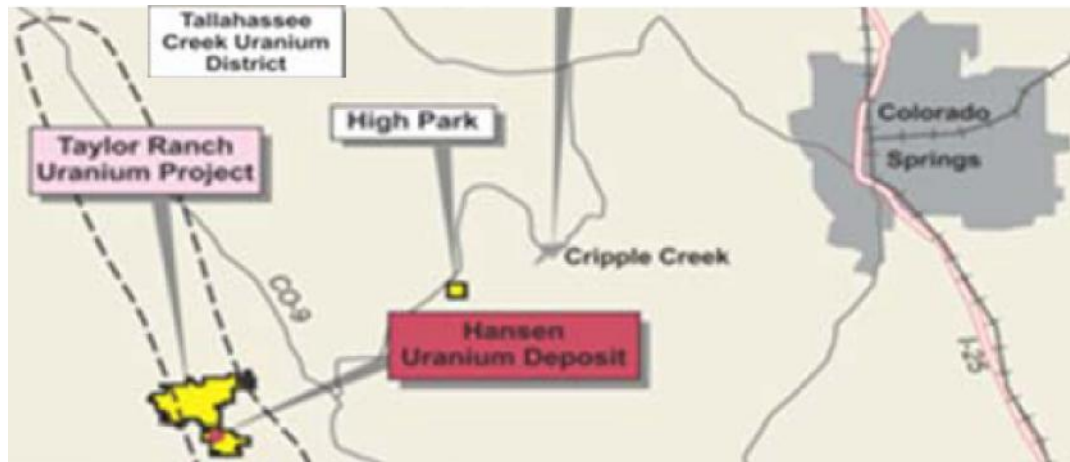 Tallahassee
Creek Uranium
District
High Park
Taylor Ranch
Uranium Project
Colorado
Springs
Cripple Creek
CO-9
Hansen
Uranium Deposit
I-25